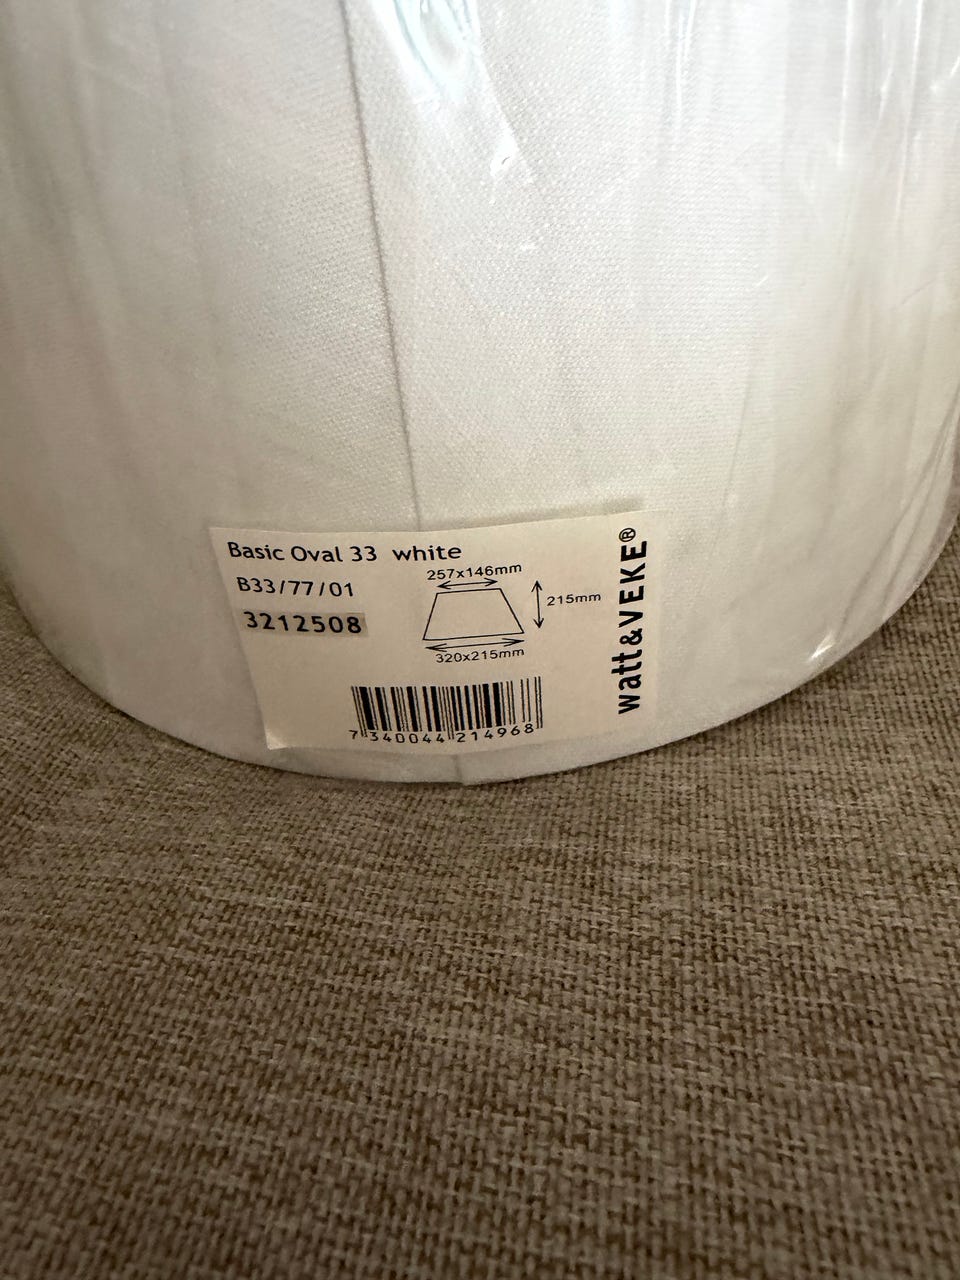 Basic Oval 33 white
B33/77/01
3212508
257x146mm
215mm
320x215mm
7 340044 214968
watt&VEKE®